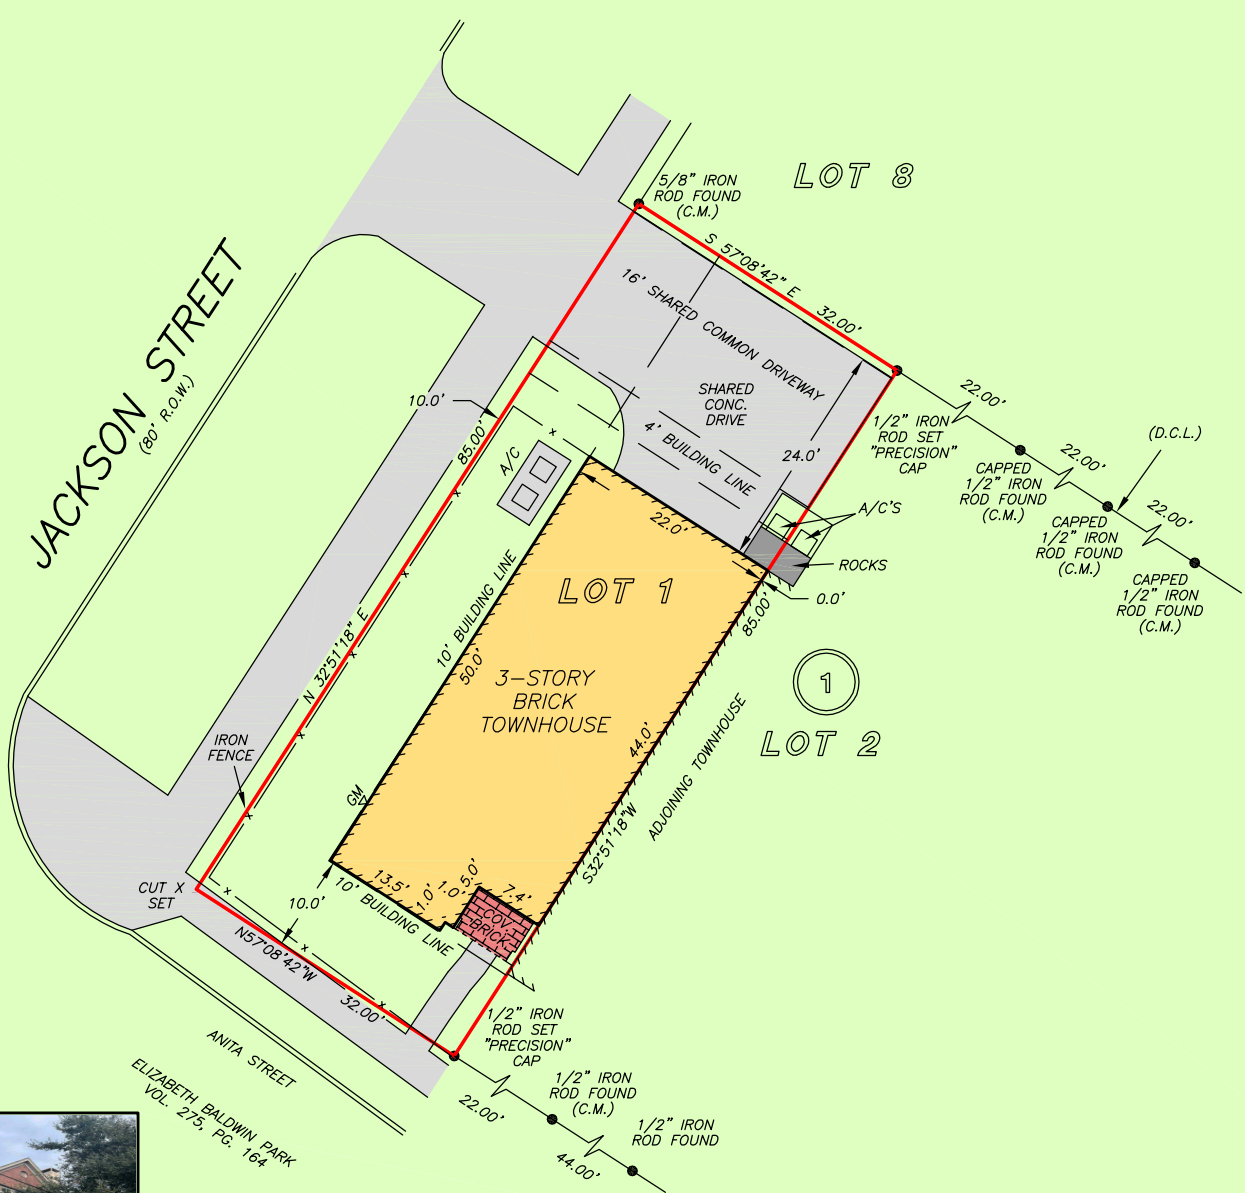 LOT 8
5/8" IRON
ROD FOUND
(C.M.)
S 57°08'42" E
32.00'
16' SHARED COMMON DRIVEWAY
SHARED
CONC.
DRIVE
4' BUILDING LINE
24.0'
JACKSON STREET
(80' R.O.W.)
10.0'
85.00'
A/C
1/2" IRON
ROD SET
"PRECISION"
CAP
22.00'
22.00'
22.00'
(D.C.L.)
CAPPED
1/2" IRON
ROD FOUND
(C.M.)
CAPPED
1/2" IRON
ROD FOUND
(C.M.)
CAPPED
1/2" IRON
ROD FOUND
(C.M.)
A/C'S
ROCKS
0.0'
22.0'
LOT 1
10' BUILDING LINE
50.0'
N 32°51'18" E
3-STORY
BRICK
TOWNHOUSE
85.00'
1
LOT 2
44.0'
ADJOINING TOWNHOUSE
S32°51'18"W
IRON
FENCE
GM
CUT X
SET
13.5'
1.0'
1.0'
5.0'
7.4'
COV.
BRICK
10' BUILDING LINE
10.0'
N57°08'42"W
32.00'
1/2" IRON
ROD SET
"PRECISION"
CAP
ANITA STREET
ELIZABETH BALDWIN PARK
VOL. 275, PG. 164
22.00'
1/2" IRON
ROD FOUND
(C.M.)
1/2" IRON
ROD FOUND
44.00'